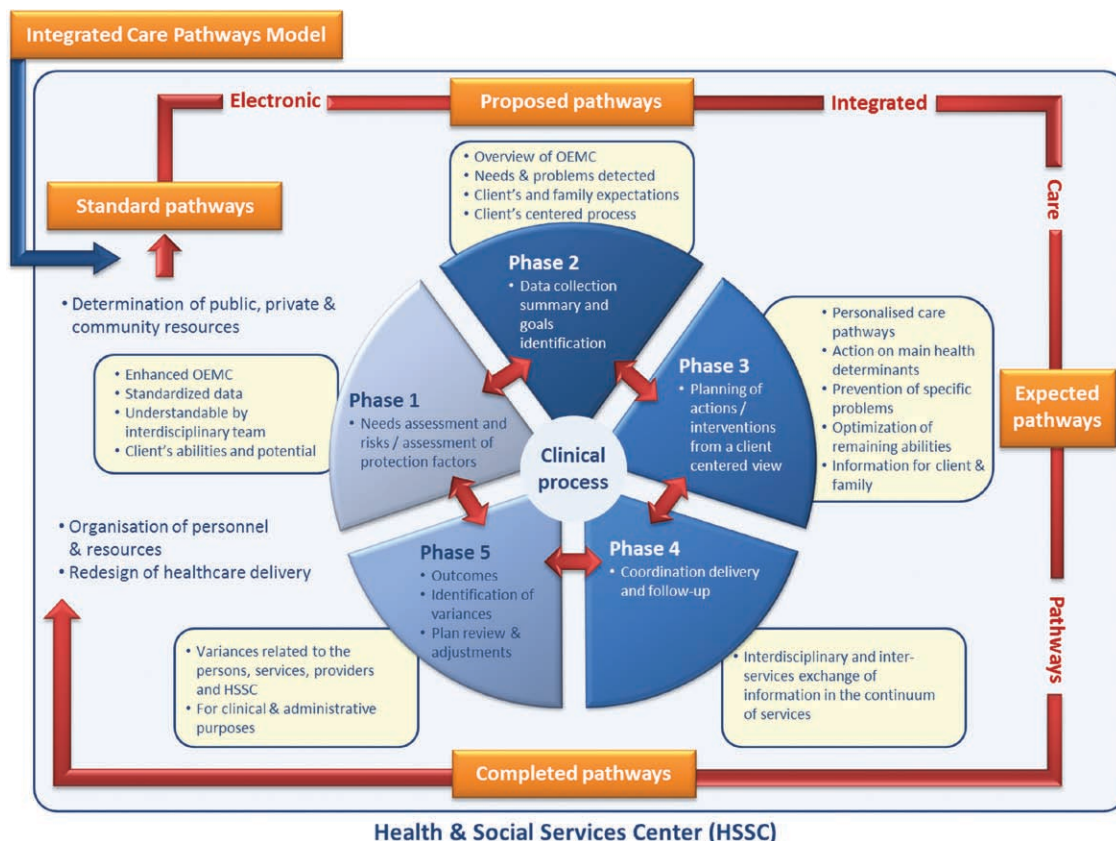 Integrated Care Pathways Model
Electronic
Proposed pathways
Integrated
Care
Pathways
Standard pathways
• Overview of OEMC
• Needs & problems detected
• Client's and family expectations
• Client's centered process
• Determination of public, private &
community resources
• Enhanced OEMC
• Standardized data
• Understandable by
interdisciplinary team
• Client's abilities and potential
Phase 1
• Needs assessment and
risks / assessment of
protection factors
Phase 2
• Data collection
summary and
goals
identification
Phase 3
• Planning of
actions /
interventions
from a client
centered view
• Personalised care
pathways
• Action on main health
determinants
• Prevention of specific
problems
• Optimization of
remaining abilities
• Information for client &
family
Expected
pathways
Clinical
process
• Organisation of personnel
& resources
• Redesign of healthcare delivery
Phase 5
• Outcomes
• Identification of
variances
• Plan review &
adjustments
Phase 4
• Coordination delivery
and follow-up
• Variances related to the
persons, services, providers
and HSSC
• For clinical & administrative
purposes
• Interdisciplinary and inter-
services exchange of
information in the continuum
of services
Completed pathways
Health & Social Services Center (HSSC)